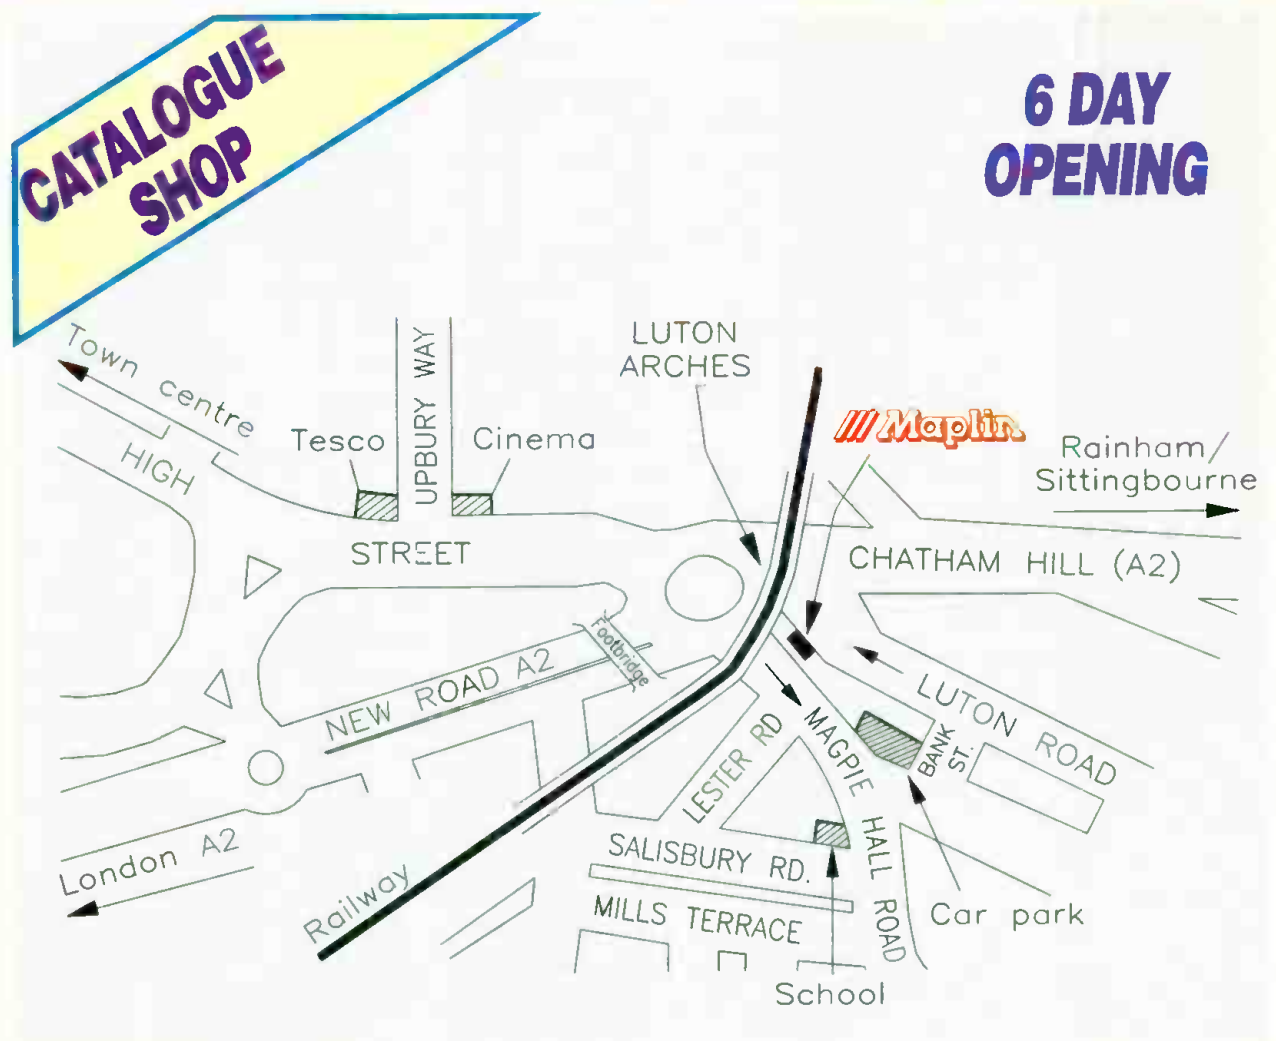 CATALOGUE
SHOP
6 DAY
OPENING
Town centre
HIGH
STREET
Tesco
UPBURY WAY
Cinema
LUTON
ARCHES
Maplin
Rainham/
Sittingbourne
CHATHAM HILL (A2)
Footbridge
NEW ROAD A2
LUTON ROAD
BANK
ST.
MAGPIE HALL ROAD
LESTER RD
SALISBURY RD.
MILLS TERRACE
London A2
Railway
Car park
School